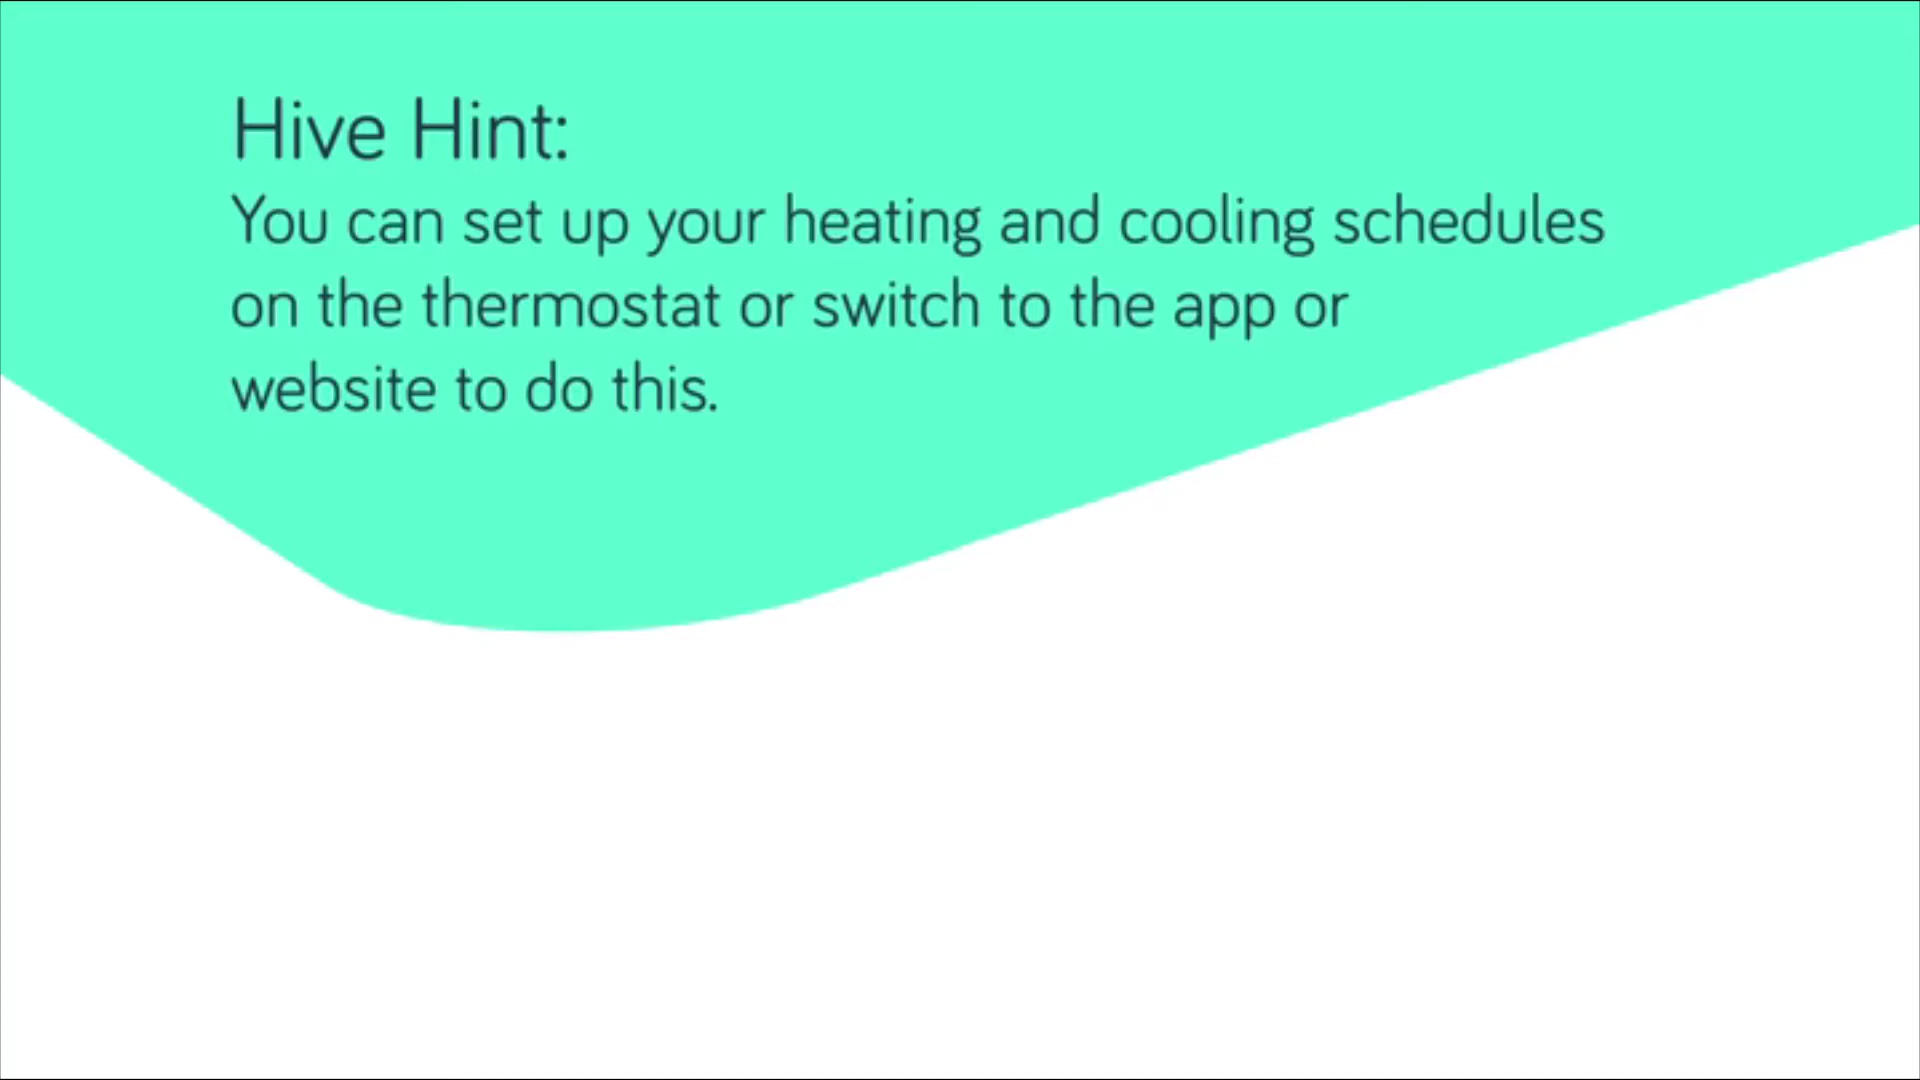 Hive Hint:
You can set up your heating and cooling schedules
on the thermostat or switch to the app or
website to do this.